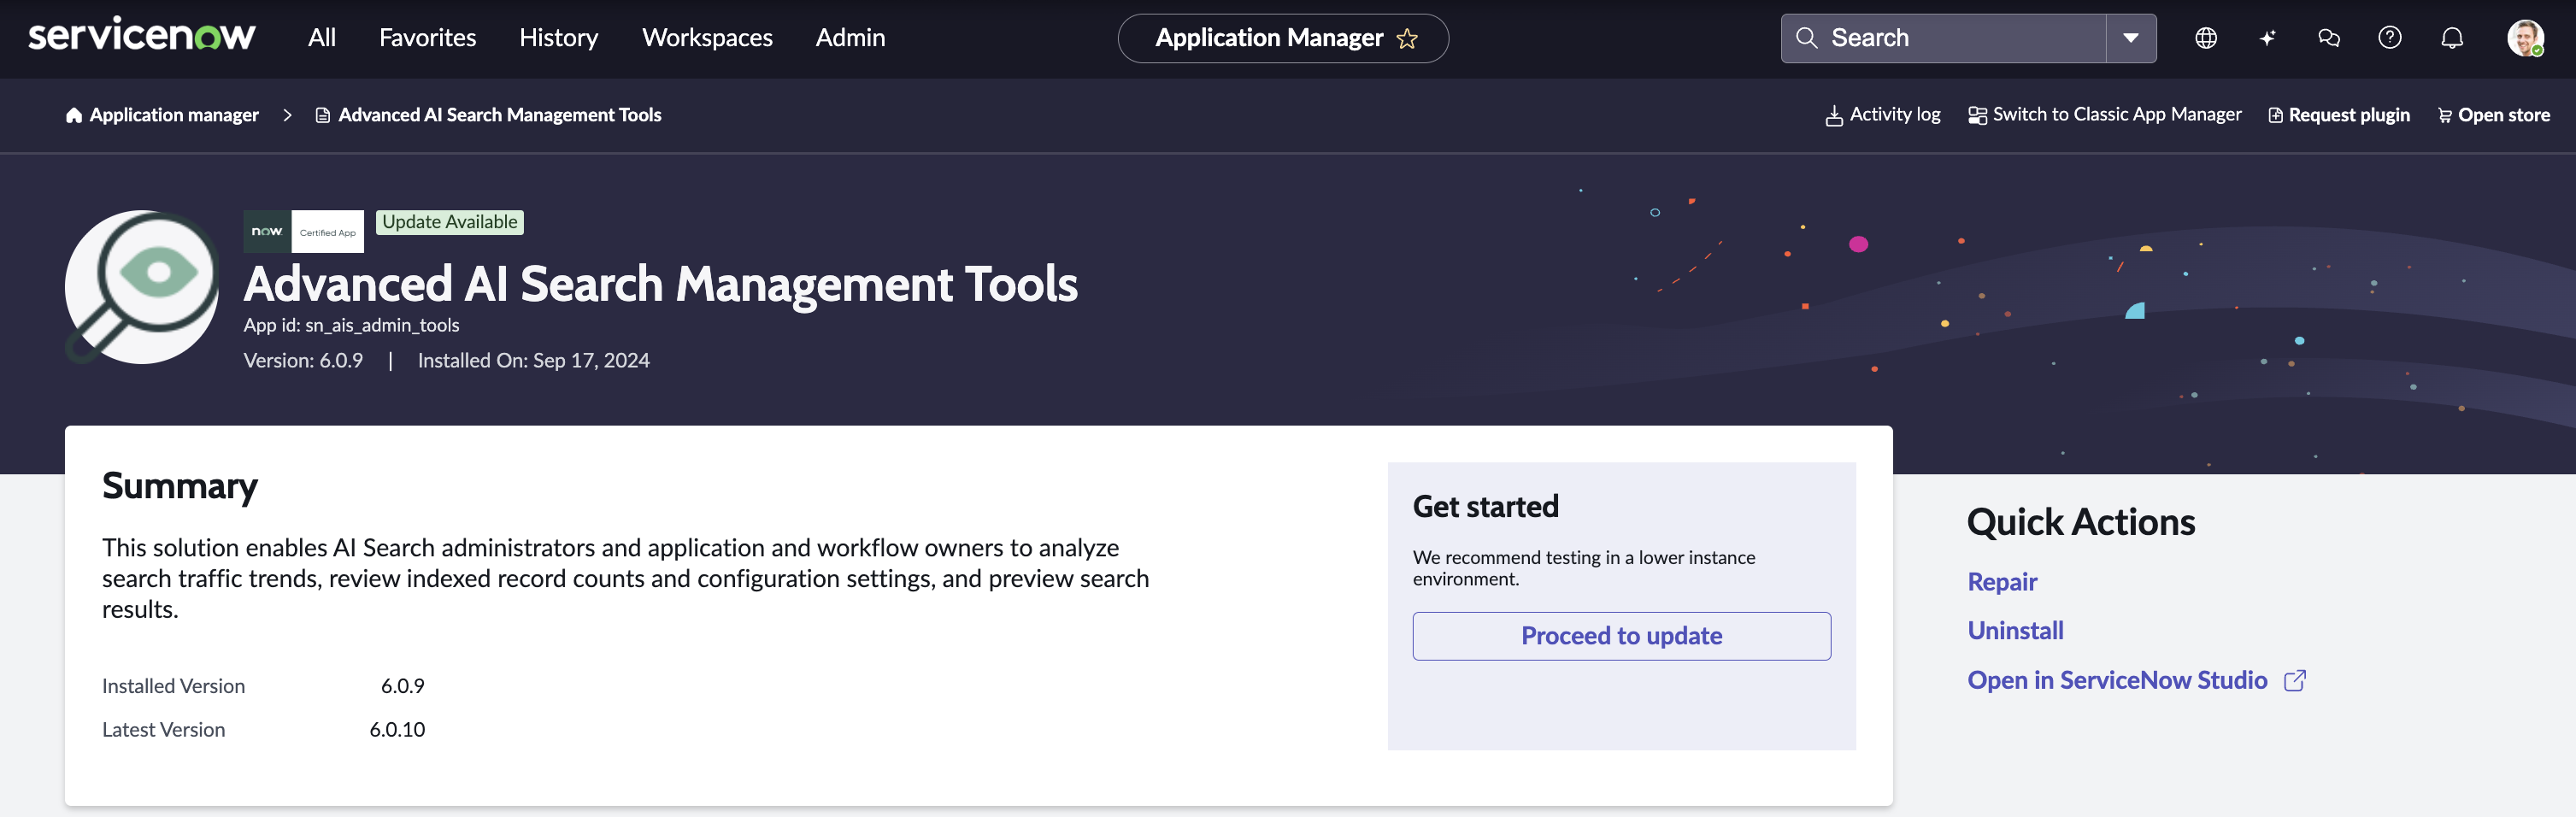 servicenow All Favorites History Workspaces Admin Application Manager Search
Application manager > Advanced AI Search Management Tools Activity log Switch to Classic App Manager Request plugin Open store
now Certified App Update Available
Advanced AI Search Management Tools
App id: sn_ais_admin_tools
Version: 6.0.9 | Installed On: Sep 17, 2024
Summary
This solution enables AI Search administrators and application and workflow owners to analyze
search traffic trends, review indexed record counts and configuration settings, and preview search
results.
Installed Version 6.0.9
Latest Version 6.0.10
Get started
We recommend testing in a lower instance
environment.
Proceed to update
Quick Actions
Repair
Uninstall
Open in ServiceNow Studio